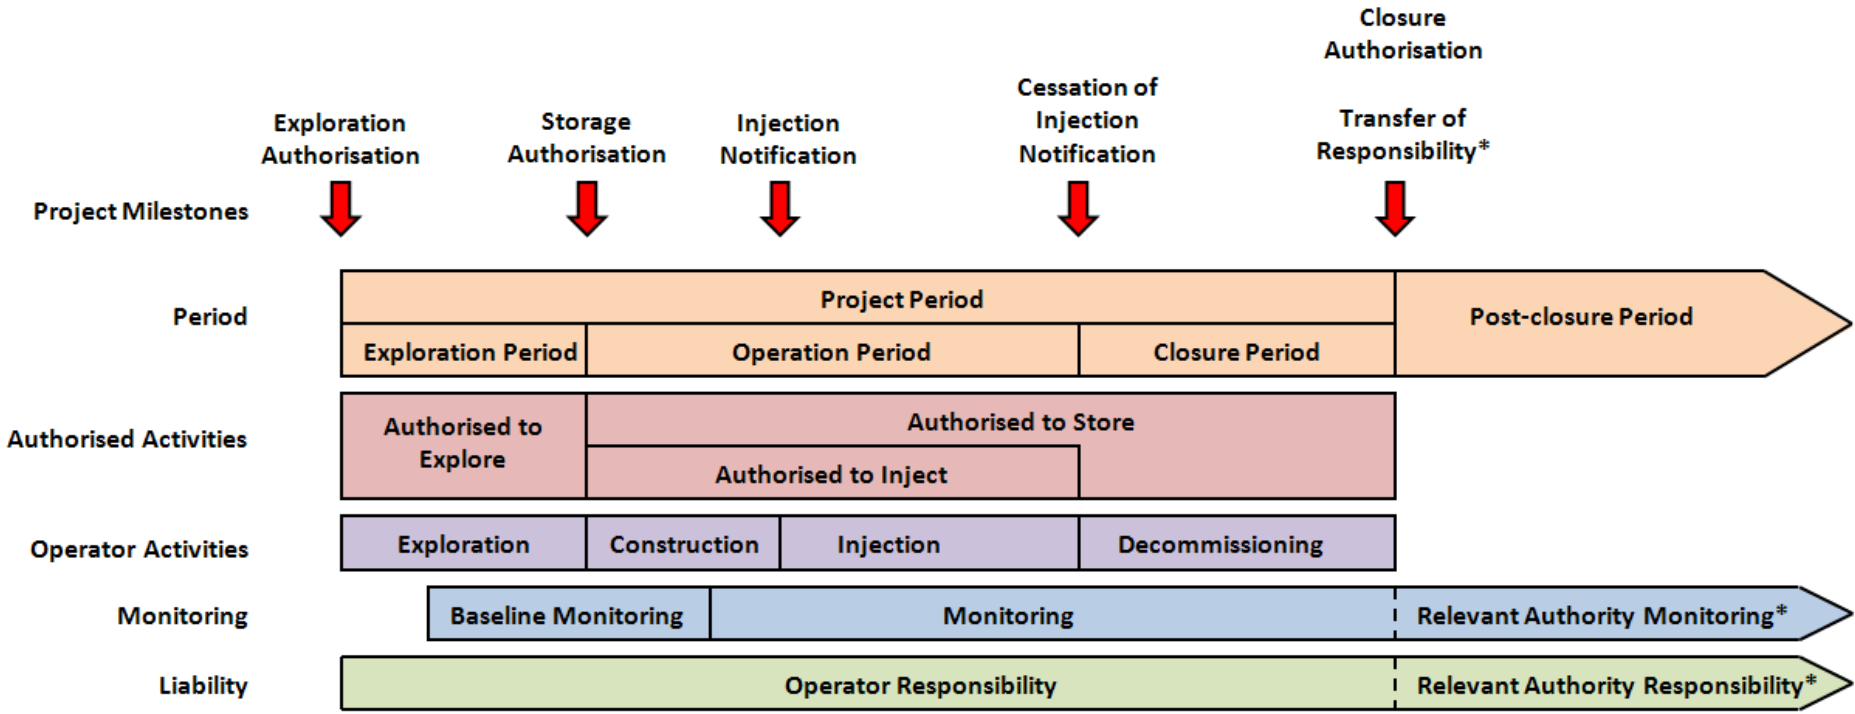 Closure
Authorisation
Exploration
Authorisation
Storage
Authorisation
Injection
Notification
Cessation of
Injection
Notification
Transfer of
Responsibility*
Project Milestones
Period
Project Period
Exploration Period
Operation Period
Closure Period
Post-closure Period
Authorised Activities
Authorised to
Explore
Authorised to Store
Authorised to Inject
Operator Activities
Exploration
Construction
Injection
Decommissioning
Monitoring
Baseline Monitoring
Monitoring
Relevant Authority Monitoring*
Liability
Operator Responsibility
Relevant Authority Responsibility*